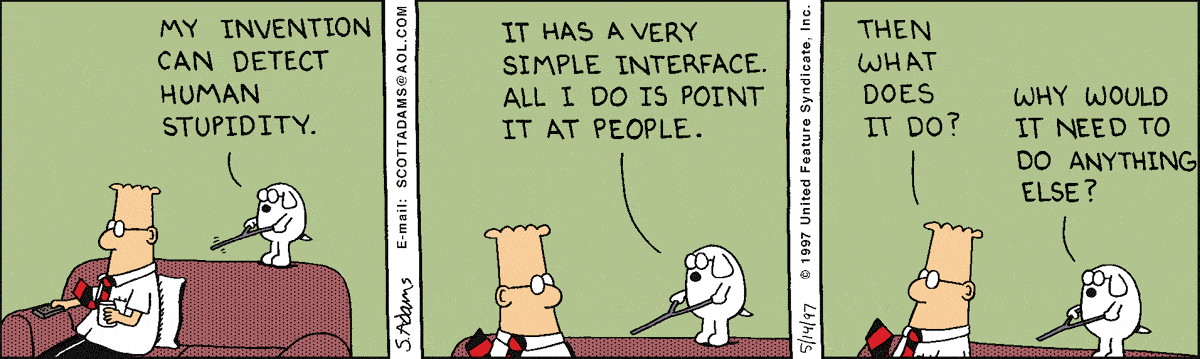 MY INVENTION
CAN DETECT
HUMAN
STUPIDITY.
S. Adams
E-mail: SCOTTADAMS@AOL.COM
IT HAS A VERY
SIMPLE INTERFACE.
ALL I DO IS POINT
IT AT PEOPLE.
5/14/97
© 1997 United Feature Syndicate, Inc.
THEN
WHAT
DOES
IT DO?
WHY WOULD
IT NEED TO
DO ANYTHING
ELSE?